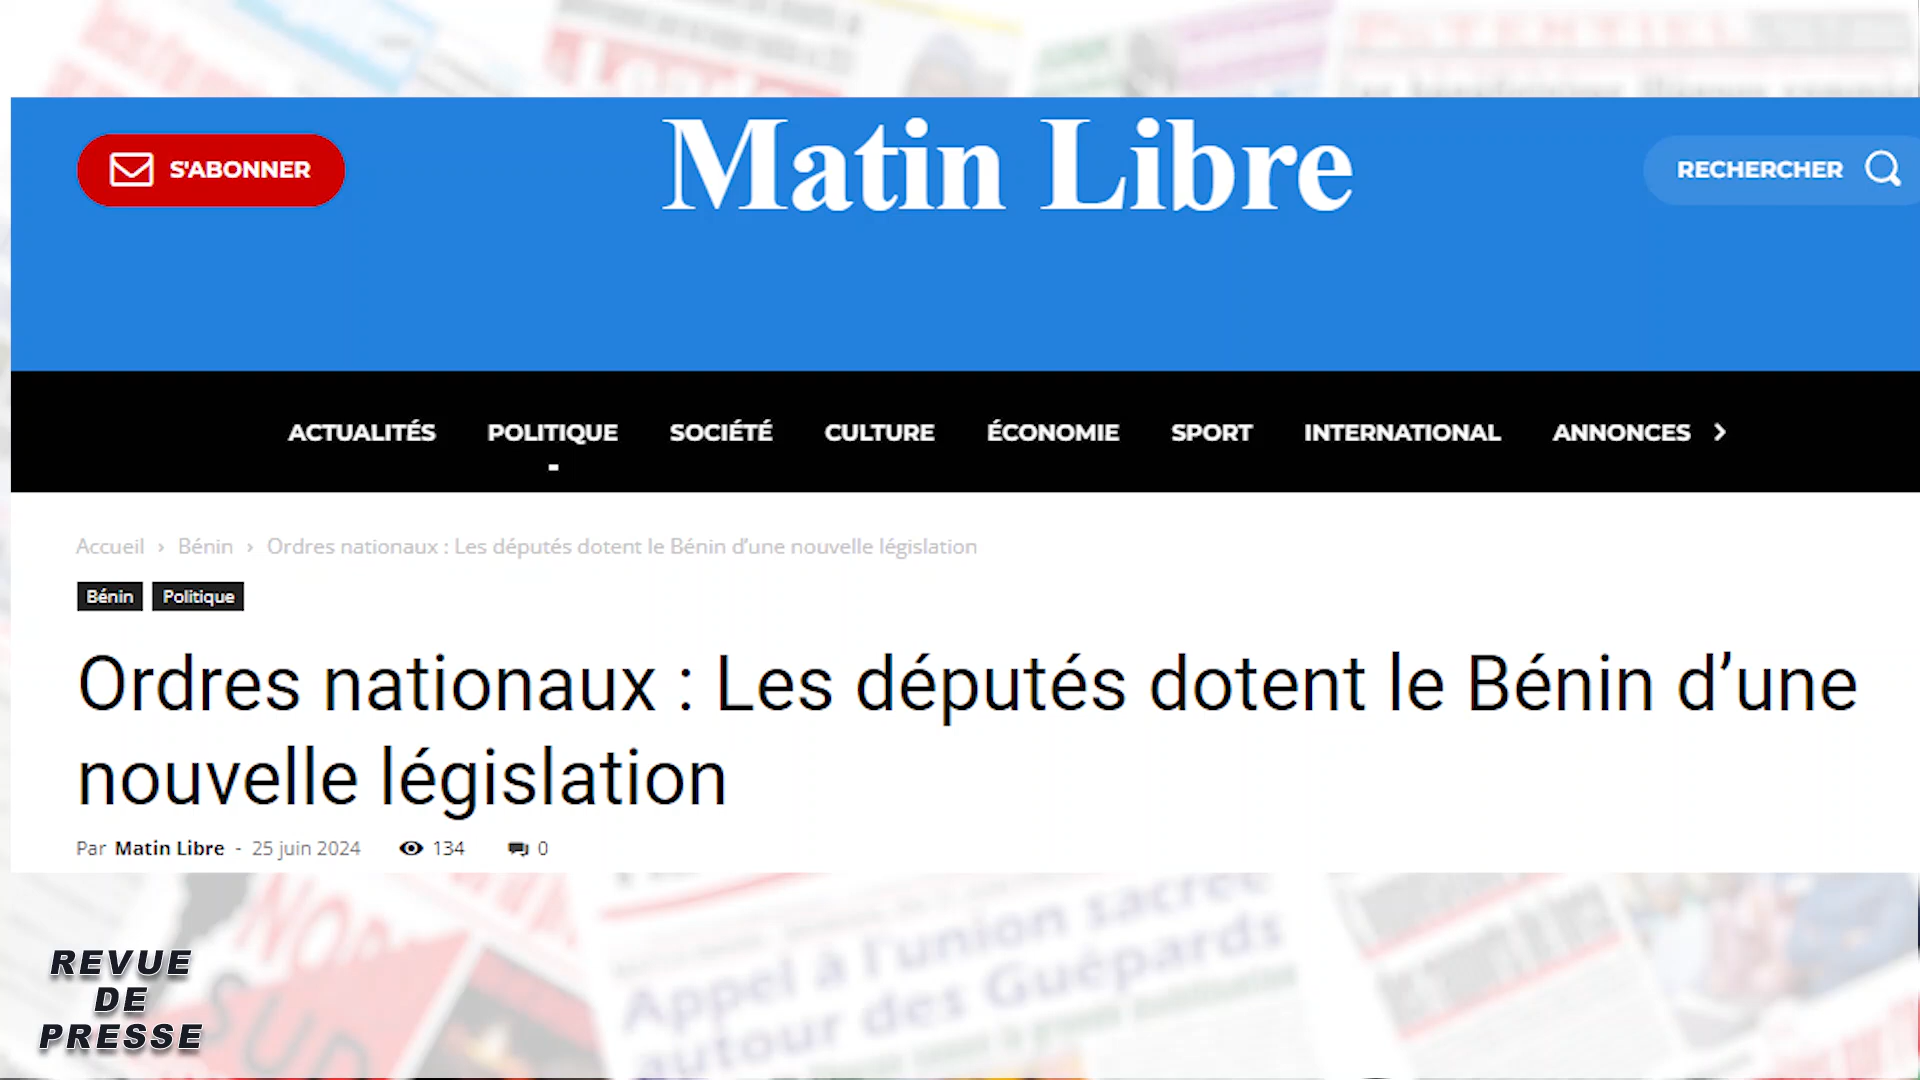 S'ABONNER
Matin Libre
RECHERCHER
ACTUALITÉS POLITIQUE SOCIÉTÉ CULTURE ÉCONOMIE SPORT INTERNATIONAL ANNONCES
Accueil › Bénin › Ordres nationaux : Les députés dotent le Bénin d’une nouvelle législation
Bénin Politique
Ordres nationaux : Les députés dotent le Bénin d’une
nouvelle législation
Par Matin Libre - 25 juin 2024 134 0
Appel à l'union sacrée
autour des Guépards
NORD
SUD
REVUE
DE
PRESSE